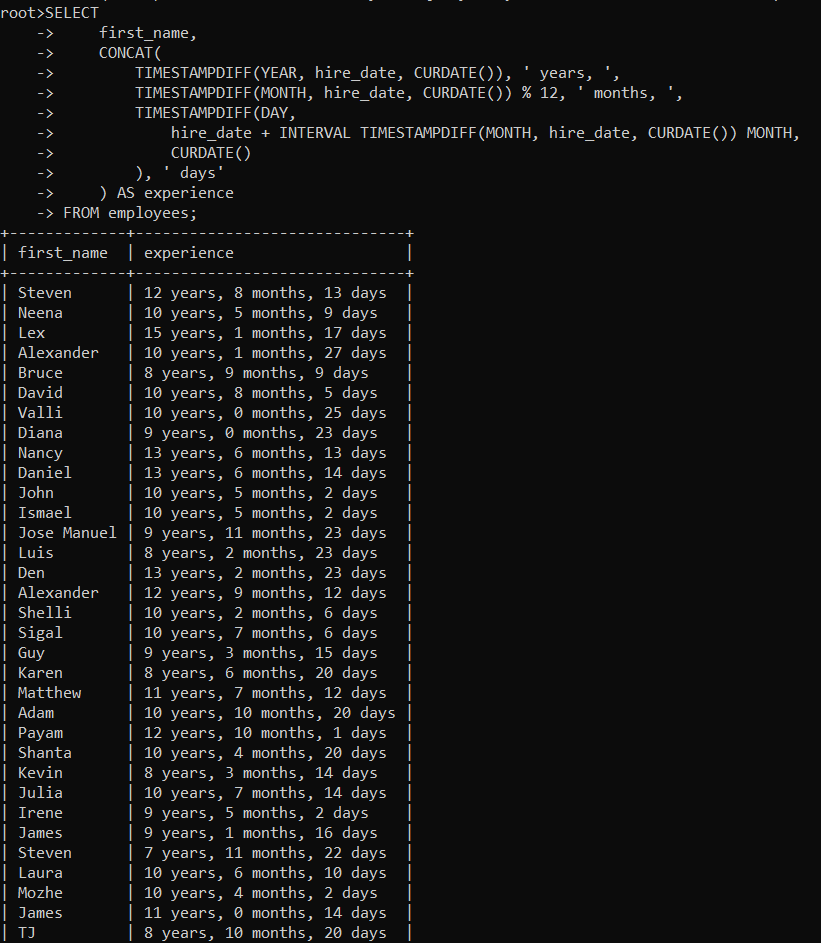 root>SELECT
    ->     first_name,
    ->     CONCAT(
    ->         TIMESTAMPDIFF(YEAR, hire_date, CURDATE()), ' years, ',
    ->         TIMESTAMPDIFF(MONTH, hire_date, CURDATE()) % 12, ' months, ',
    ->         TIMESTAMPDIFF(DAY,
    ->             hire_date + INTERVAL TIMESTAMPDIFF(MONTH, hire_date, CURDATE()) MONTH,
    ->             CURDATE()
    ->         ), ' days'
    ->     ) AS experience
    -> FROM employees;
+-------------+------------------------------+
| first_name  | experience                   |
+-------------+------------------------------+
| Steven      | 12 years, 8 months, 13 days  |
| Neena       | 10 years, 5 months, 9 days   |
| Lex         | 15 years, 1 months, 17 days  |
| Alexander   | 10 years, 1 months, 27 days  |
| Bruce       | 8 years, 9 months, 9 days    |
| David       | 10 years, 8 months, 5 days   |
| Valli       | 10 years, 0 months, 25 days  |
| Diana       | 9 years, 0 months, 23 days   |
| Nancy       | 13 years, 6 months, 13 days  |
| Daniel      | 13 years, 6 months, 14 days  |
| John        | 10 years, 5 months, 2 days   |
| Ismael      | 10 years, 5 months, 2 days   |
| Jose Manuel | 9 years, 11 months, 23 days  |
| Luis        | 8 years, 2 months, 23 days   |
| Den         | 13 years, 2 months, 23 days  |
| Alexander   | 12 years, 9 months, 12 days  |
| Shelli      | 10 years, 2 months, 6 days   |
| Sigal       | 10 years, 7 months, 6 days   |
| Guy         | 9 years, 3 months, 15 days   |
| Karen       | 8 years, 6 months, 20 days   |
| Matthew     | 11 years, 7 months, 12 days  |
| Adam        | 10 years, 10 months, 20 days |
| Payam       | 12 years, 10 months, 1 days  |
| Shanta      | 10 years, 4 months, 20 days  |
| Kevin       | 8 years, 3 months, 14 days   |
| Julia       | 10 years, 7 months, 14 days  |
| Irene       | 9 years, 5 months, 2 days    |
| James       | 9 years, 1 months, 16 days   |
| Steven      | 7 years, 11 months, 22 days  |
| Laura       | 10 years, 6 months, 10 days  |
| Mozhe       | 10 years, 4 months, 2 days   |
| James       | 11 years, 0 months, 14 days  |
| TJ          | 8 years, 10 months, 20 days  |